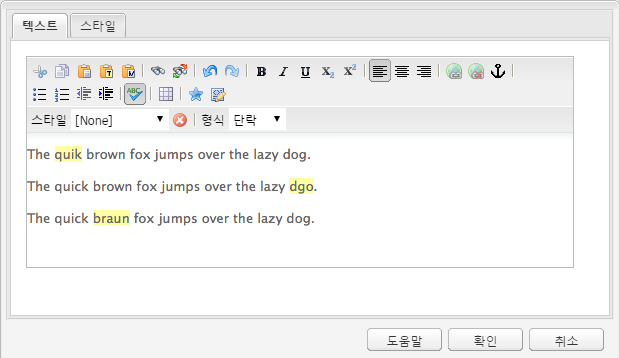 텍스트 스타일
B I U X₂ X²
ABC
스타일 [None] 형식 단락
The quik brown fox jumps over the lazy dog.
The quick brown fox jumps over the lazy dgo.
The quick braun fox jumps over the lazy dog.
도움말 확인 취소